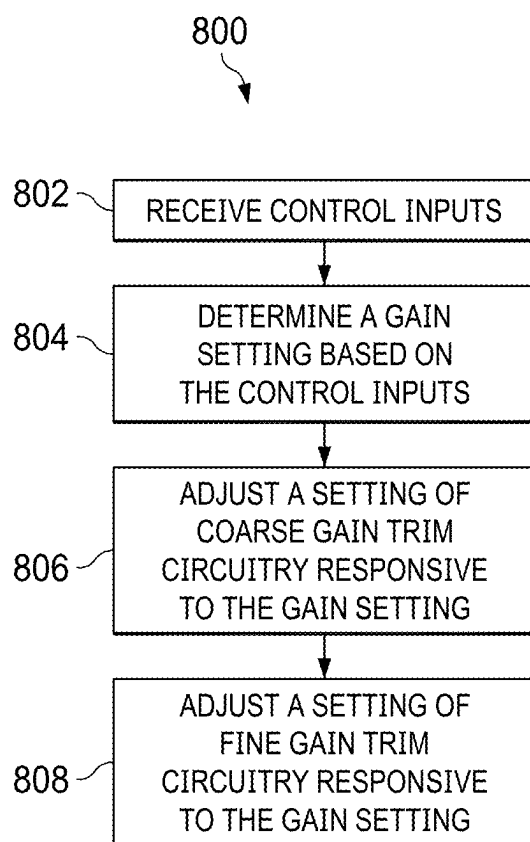 800
802
RECEIVE CONTROL INPUTS
804
DETERMINE A GAIN
SETTING BASED ON
THE CONTROL INPUTS
806
ADJUST A SETTING OF
COARSE GAIN TRIM
CIRCUITRY RESPONSIVE
TO THE GAIN SETTING
808
ADJUST A SETTING OF
FINE GAIN TRIM
CIRCUITRY RESPONSIVE
TO THE GAIN SETTING